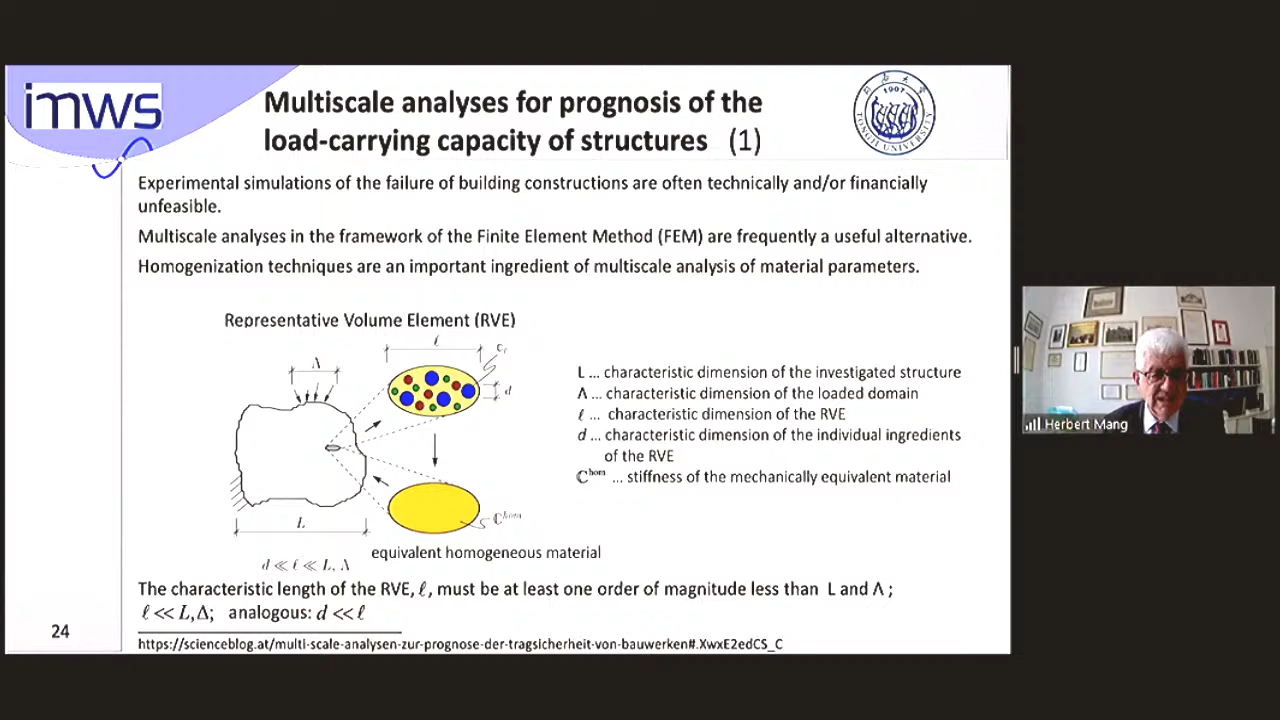 imws
Multiscale analyses for prognosis of the
load-carrying capacity of structures (1)
1907
TONGJI UNIVERSITY
Experimental simulations of the failure of building constructions are often technically and/or financially
unfeasible.
Multiscale analyses in the framework of the Finite Element Method (FEM) are frequently a useful alternative.
Homogenization techniques are an important ingredient of multiscale analysis of material parameters.
Representative Volume Element (RVE)
ℓ
Λ
d
L
ℂʰᵒᵐ
d ≪ ℓ ≪ L, Λ
equivalent homogeneous material
L ... characteristic dimension of the investigated structure
Λ ... characteristic dimension of the loaded domain
ℓ ... characteristic dimension of the RVE
d ... characteristic dimension of the individual ingredients
of the RVE
ℂʰᵒᵐ ... stiffness of the mechanically equivalent material
The characteristic length of the RVE, ℓ, must be at least one order of magnitude less than L and Λ ;
ℓ << L,Δ; analogous: d << ℓ
24
https://scienceblog.at/multi-scale-analysen-zur-prognose-der-tragsicherheit-von-bauwerken#.XwxE2edCS_C
Herbert Mang